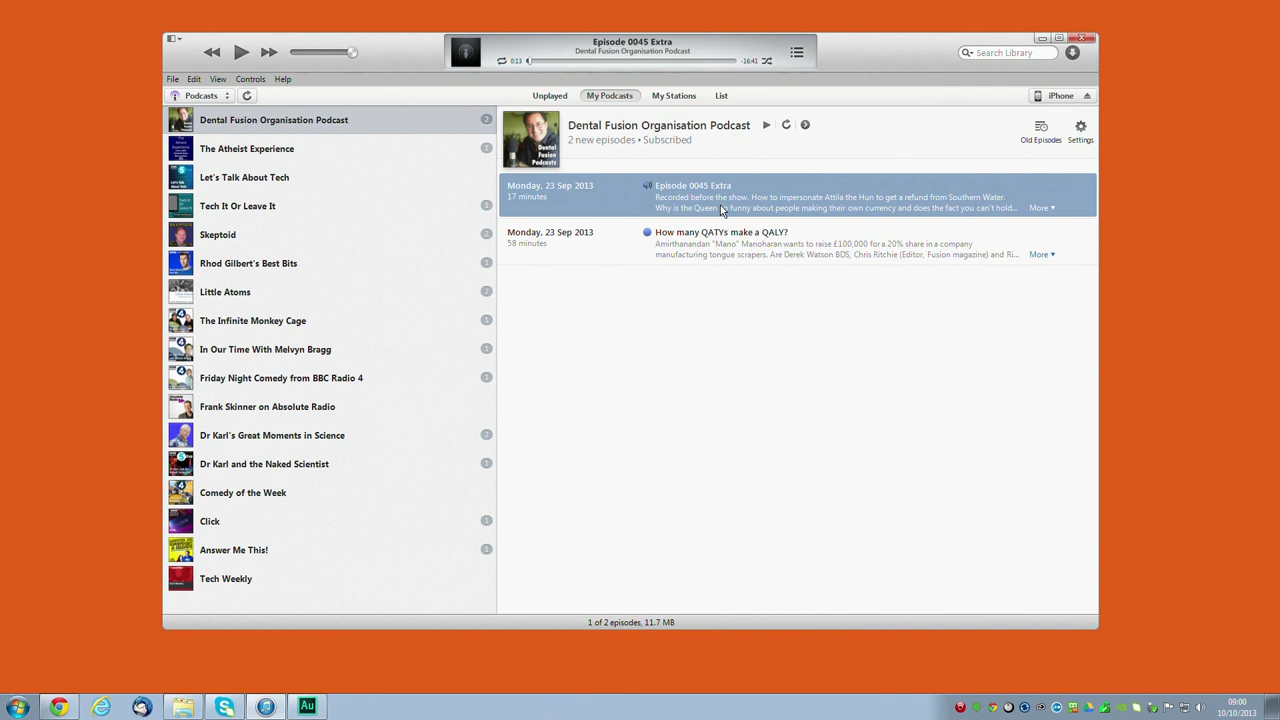 Episode 0045 Extra
Dental Fusion Organisation Podcast
0:13
-16:41
Search Library
File Edit View Controls Help
Podcasts
Unplayed My Podcasts My Stations List
iPhone
Dental Fusion Organisation Podcast 2
The Atheist Experience 1
Let's Talk About Tech
Tech It Or Leave It 1
Skeptoid 2
Rhod Gilbert's Best Bits 1
Little Atoms 2
The Infinite Monkey Cage 1
In Our Time With Melvyn Bragg 1
Friday Night Comedy from BBC Radio 4 1
Frank Skinner on Absolute Radio
Dr Karl's Great Moments in Science 2
Dr Karl and the Naked Scientist 1
Comedy of the Week
Click 1
Answer Me This! 1
Tech Weekly
Dental Fusion Podcasts
Dental Fusion Organisation Podcast
2 new episodes • Subscribed
Old Episodes
Settings
Monday, 23 Sep 2013
17 minutes
Episode 0045 Extra
Recorded before the show. How to impersonate Attila the Hun to get a refund from Southern Water.
Why is the Queen so funny about people making their own currency and does the fact you can't hold...
More
Monday, 23 Sep 2013
58 minutes
How many QATYs make a QALY?
Amirthanandan "Mano" Manoharan wants to raise £100,000 for a 20% share in a company
manufacturing tongue scrapers. Are Derek Watson BDS, Chris Ritchie (Editor, Fusion magazine) and Ri...
More
1 of 2 episodes, 11.7 MB
Au
09:00
10/10/2013